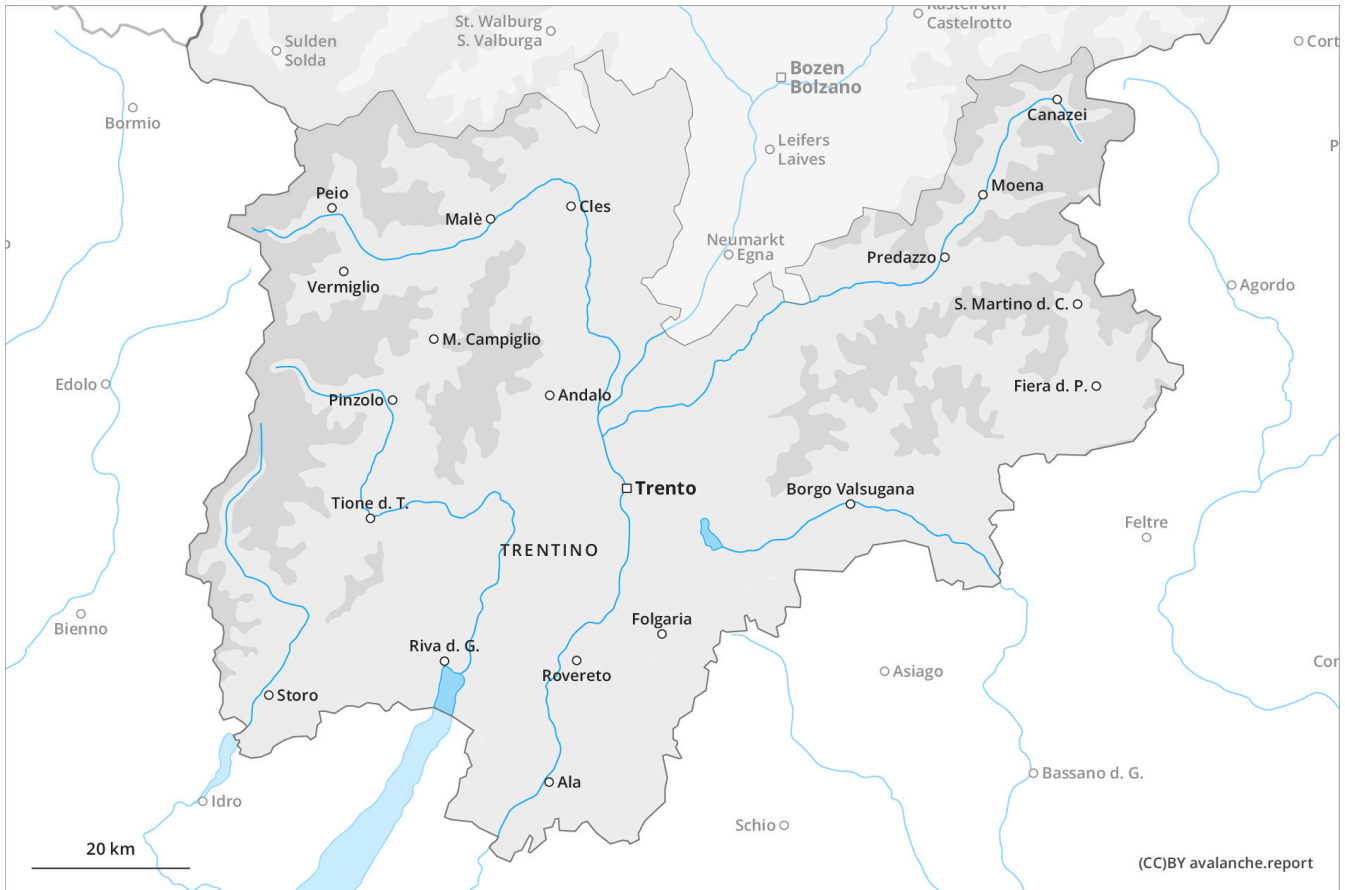 Kastelruth
Castelrotto
St. Walburg
S. Valburga
Sulden
Solda
Cort
Bozen
Bolzano
Bormio
Canazei
Leifers
Laives
P
Moena
Peio
Malè
Cles
Neumarkt
Egna
Predazzo
Vermiglio
Agordo
S. Martino d. C.
M. Campiglio
Edolo
Fiera d. P.
Andalo
Pinzolo
Trento
Borgo Valsugana
Tione d. T.
Feltre
TRENTINO
Folgaria
Bienno
Riva d. G.
Rovereto
Cor
Asiago
Storo
Bassano d. G.
Ala
Idro
Schio
20 km
(CC)BY avalanche.report